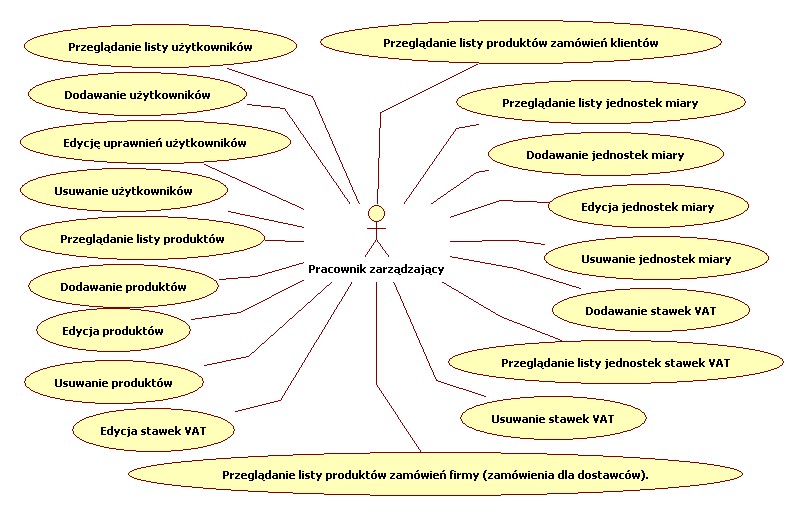 Przeglądanie listy użytkowników
Przeglądanie listy produktów zamówień klientów
Dodawanie użytkowników
Przeglądanie listy jednostek miary
Edycję uprawnień użytkowników
Dodawanie jednostek miary
Usuwanie użytkowników
Edycja jednostek miary
Przeglądanie listy produktów
Usuwanie jednostek miary
Pracownik zarządzający
Dodawanie produktów
Dodawanie stawek VAT
Edycja produktów
Przeglądanie listy jednostek stawek VAT
Usuwanie produktów
Usuwanie stawek VAT
Edycja stawek VAT
Przeglądanie listy produktów zamówień firmy (zamówienia dla dostawców).